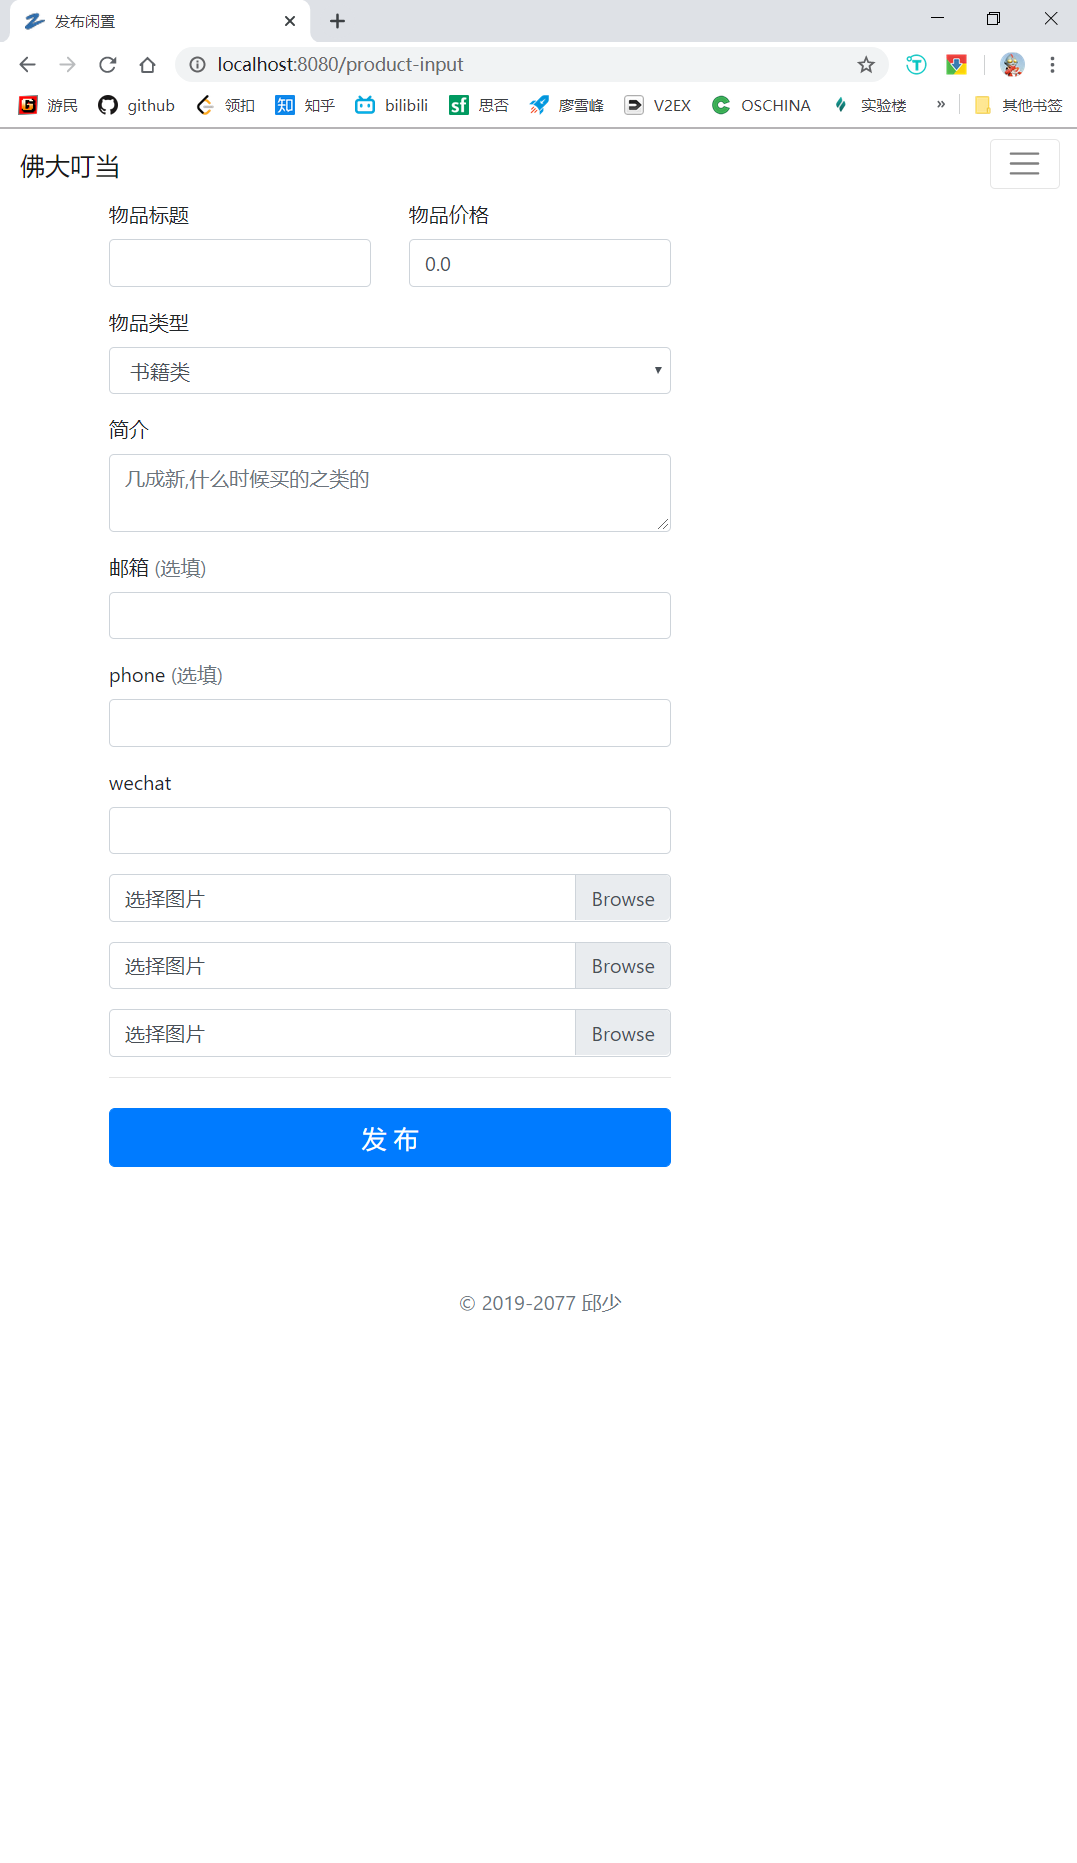 发布闲置
localhost:8080/product-input
游民 github 领扣 知 知乎 bilibili sf 思否 廖雪峰 V2EX OSCHINA 实验楼 » 其他书签
佛大叮当
物品标题 物品价格
0.0
物品类型
书籍类
简介
几成新,什么时候买的之类的
邮箱 (选填)
phone (选填)
wechat
选择图片 Browse
选择图片 Browse
选择图片 Browse
发 布
© 2019-2077 邱少